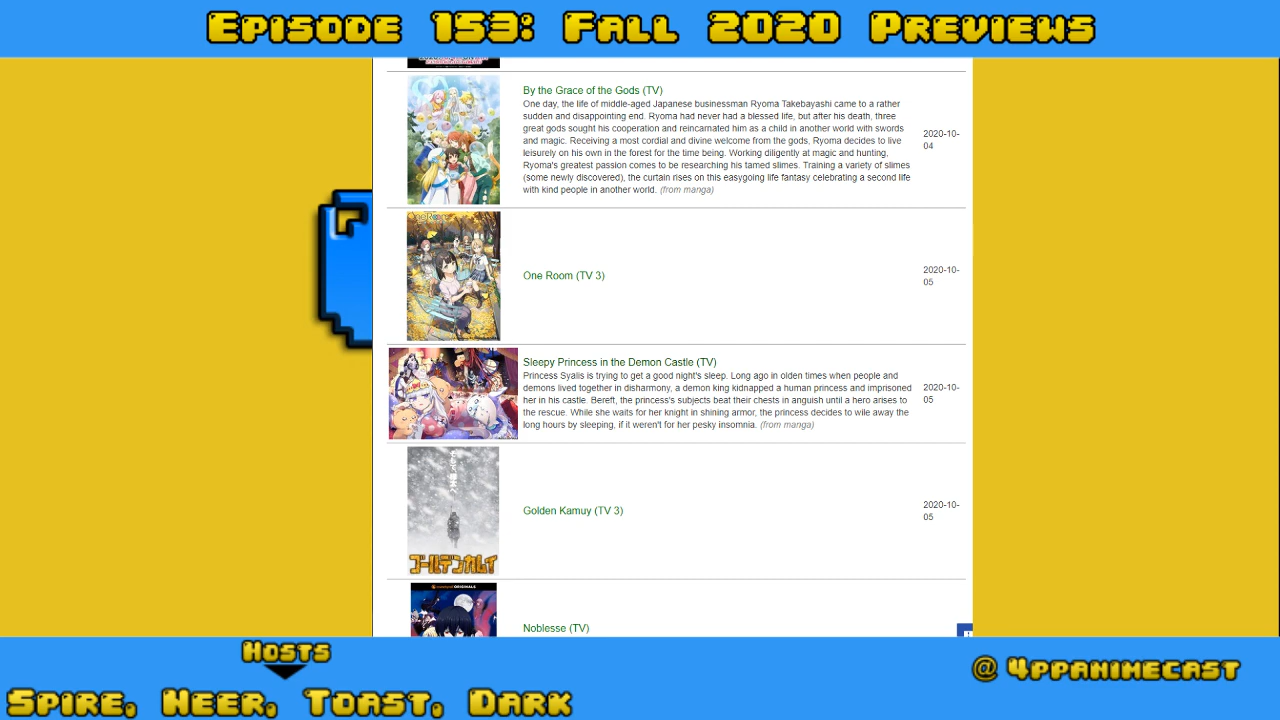 Episode 153: Fall 2020 Previews
By the Grace of the Gods (TV)
One day, the life of middle-aged Japanese businessman Ryoma Takebayashi came to a rather
sudden and disappointing end. Ryoma had never had a blessed life, but after his death, three
great gods sought his cooperation and reincarnated him as a child in another world with swords
and magic. Receiving a most cordial and divine welcome from the gods, Ryoma decides to live
leisurely on his own in the forest for the time being. Working diligently at magic and hunting,
Ryoma's greatest passion comes to be researching his tamed slimes. Training a variety of slimes
(some newly discovered), the curtain rises on this easygoing life fantasy celebrating a second life
with kind people in another world. (from manga)
2020-10-
04
One Room
One Room (TV 3)
2020-10-
05
Sleepy Princess in the Demon Castle (TV)
Princess Syalis is trying to get a good night's sleep. Long ago in olden times when people and
demons lived together in disharmony, a demon king kidnapped a human princess and imprisoned
her in his castle. Bereft, the princess's subjects beat their chests in anguish until a hero arises to
the rescue. While she waits for her knight in shining armor, the princess decides to wile away the
long hours by sleeping, if it weren't for her pesky insomnia. (from manga)
2020-10-
05
ゴールデンカムイ
Golden Kamuy (TV 3)
2020-10-
05
ORIGINALS
Noblesse (TV)
Hosts
Spire, Heer, Toast, Dark
@ 4ppanimecast